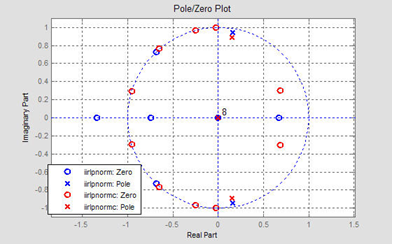 Pole/Zero Plot
1
0.8
0.6
0.4
0.2
0
-0.2
-0.4
-0.6
-0.8
-1
Imaginary Part
8
iirlpnorm: Zero
iirlpnorm: Pole
iirlpnormc: Zero
iirlpnormc: Pole
-1.5 -1 -0.5 0 0.5 1 1.5
Real Part